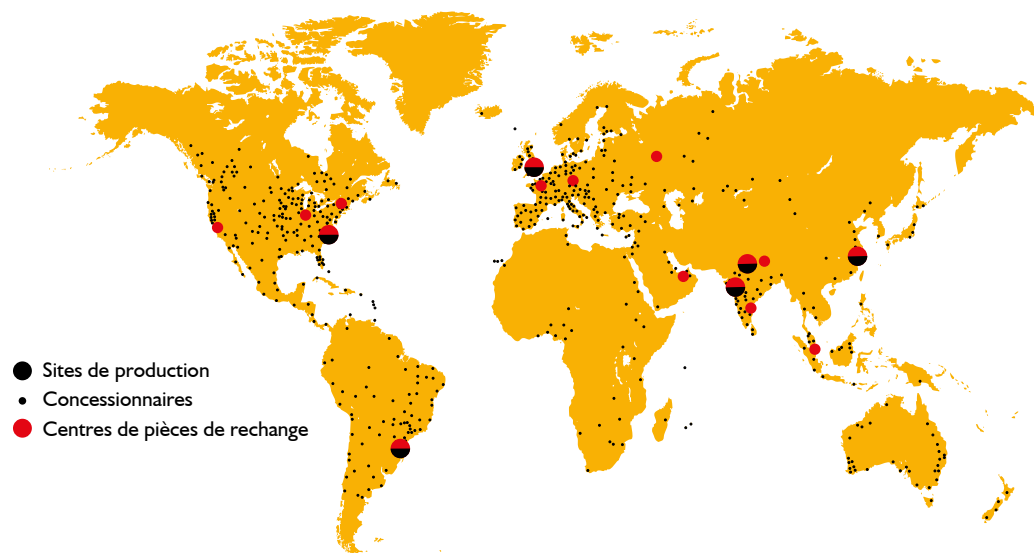 Sites de production
Concessionnaires
Centres de pièces de rechange